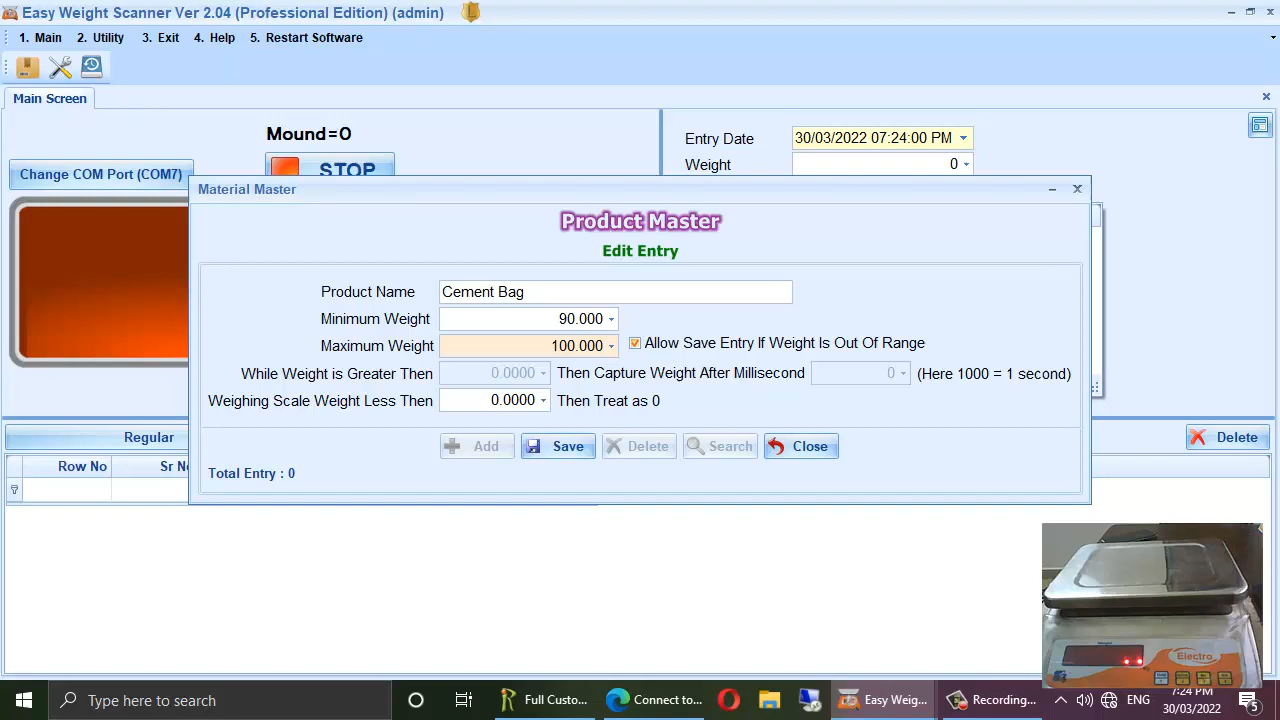 Easy Weight Scanner Ver 2.04 (Professional Edition) (admin)
1. Main 2. Utility 3. Exit 4. Help 5. Restart Software
Main Screen
Mound=0
STOP
Change COM Port (COM7)
Entry Date 30/03/2022 07:24:00 PM
Weight 0
Material Master
Product Master
Edit Entry
Product Name Cement Bag
Minimum Weight 90.000
Maximum Weight 100.000 Allow Save Entry If Weight Is Out Of Range
While Weight is Greater Then 0.0000 Then Capture Weight After Millisecond 0 (Here 1000 = 1 second)
Weighing Scale Weight Less Then 0.0000 Then Treat as 0
Add Save Delete Search Close
Total Entry : 0
Regular Delete
Row No Sr No
Electro
Type here to search
Full Custo...
Connect to...
Easy Weig...
Recording...
ENG
7:24 PM
30/03/2022
5